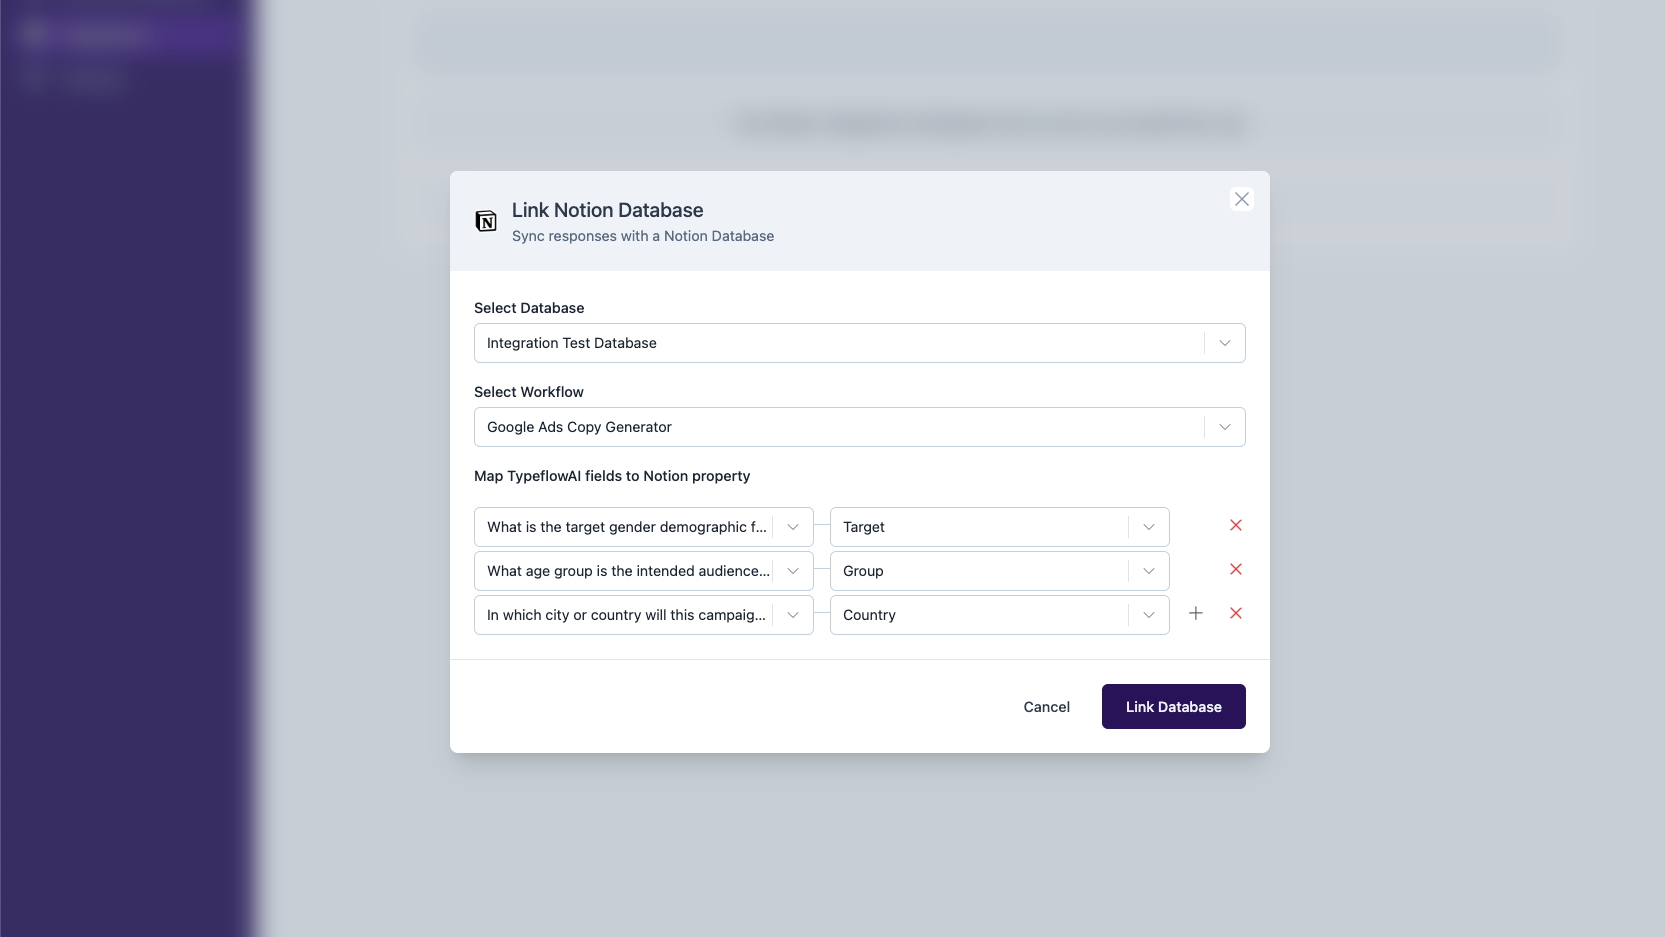 Link Notion Database
Sync responses with a Notion Database
Select Database
Integration Test Database
Select Workflow
Google Ads Copy Generator
Map TypeflowAI fields to Notion property
What is the target gender demographic f...
Target
What age group is the intended audience...
Group
In which city or country will this campaig...
Country
Cancel
Link Database